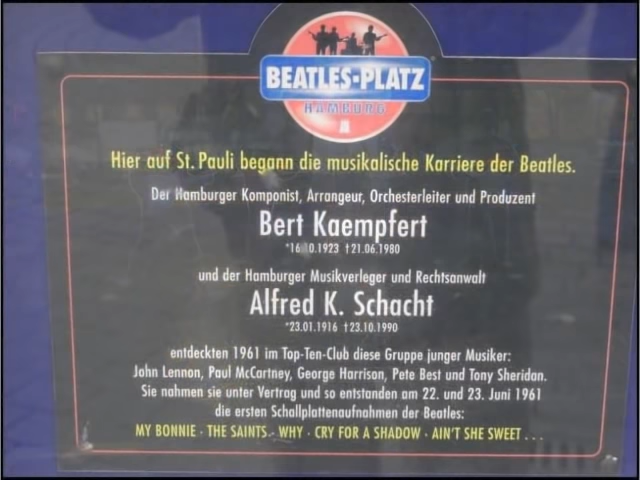 BEATLES-PLATZ
HAMBURG
Hier auf St. Pauli begann die musikalische Karriere der Beatles.
Der Hamburger Komponist, Arrangeur, Orchesterleiter und Produzent
Bert Kaempfert
*16.10.1923 †21.06.1980
und der Hamburger Musikverleger und Rechtsanwalt
Alfred K. Schacht
*23.01.1916 †23.10.1990
entdeckten 1961 im Top-Ten-Club diese Gruppe junger Musiker:
John Lennon, Paul McCartney, George Harrison, Pete Best und Tony Sheridan.
Sie nahmen sie unter Vertrag und so entstanden am 22. und 23. Juni 1961
die ersten Schallplattenaufnahmen der Beatles:
MY BONNIE · THE SAINTS · WHY · CRY FOR A SHADOW · AIN'T SHE SWEET . . .